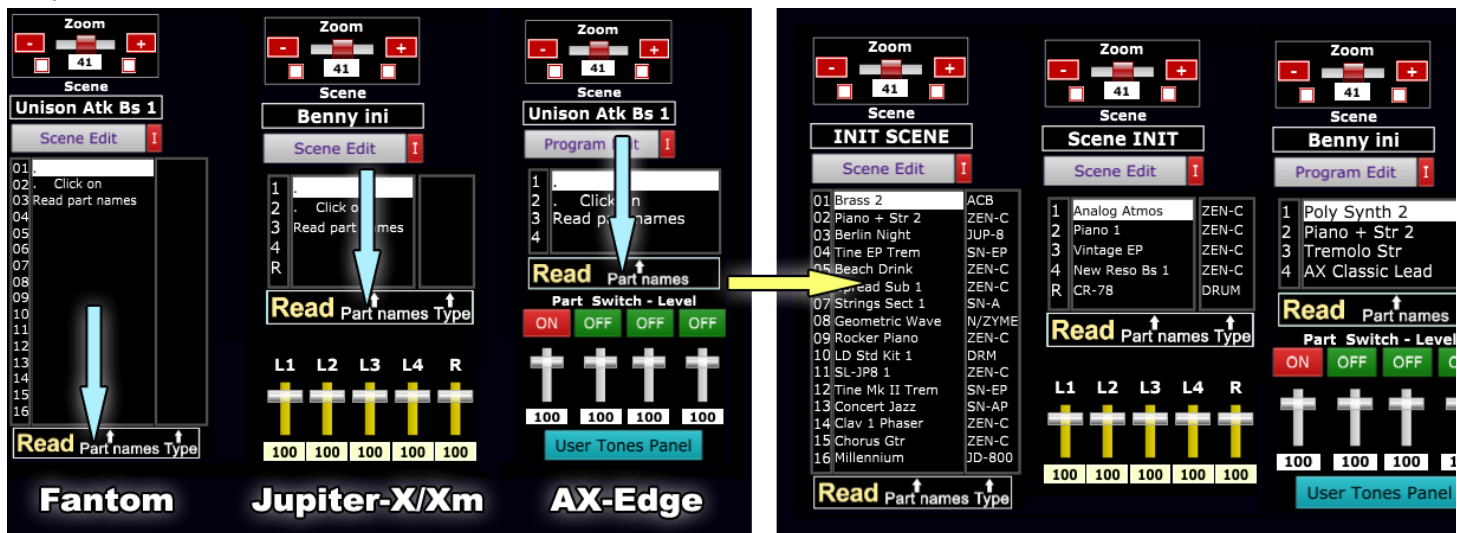 Zoom
- +
41
Scene
Unison Atk Bs 1
Scene Edit I
01 .
02 . Click on
03 Read part names
04
05
06
07
08
09
10
11
12
13
14
15
16
Read Part names Type
Fantom
Zoom
- +
41
Scene
Benny ini
Scene Edit I
1 .
2 . Click o
3 Read part names
4
R
Read Part names Type
L1 L2 L3 L4 R
100 100 100 100 100
Jupiter-X/Xm
Zoom
- +
41
Scene
Unison Atk Bs 1
Program I
1 .
2 . Click on
3 Read part names
4
Read Part names
Part Switch - Level
ON OFF OFF OFF
100 100 100 100
User Tones Panel
AX-Edge
Zoom
- +
41
Scene
INIT SCENE
Scene Edit I
01 Brass 2 ACB
02 Piano + Str 2 ZEN-C
03 Berlin Night JUP-8
04 Tine EP Trem SN-EP
05 Beach Drink ZEN-C
Spread Sub 1 ZEN-C
07 Strings Sect 1 SN-A
08 Geometric Wave N/ZYME
09 Rocker Piano ZEN-C
10 LD Std Kit 1 DRM
11 SL-JP8 1 ZEN-C
12 Tine Mk II Trem SN-EP
13 Concert Jazz SN-AP
14 Clav 1 Phaser ZEN-C
15 Chorus Gtr ZEN-C
16 Millennium JD-800
Read Part names Type
Zoom
- +
41
Scene
Scene INIT
Scene Edit I
1 Analog Atmos ZEN-C
2 Piano 1 ZEN-C
3 Vintage EP ZEN-C
4 New Reso Bs 1 ZEN-C
R CR-78 DRUM
Read Part names Type
L1 L2 L3 L4 R
100 100 100 100 100
Zoom
- +
41
Scene
Benny ini
Program Edit I
1 Poly Synth 2
2 Piano + Str 2
3 Tremolo Str
4 AX Classic Lead
Read Part names
Part Switch - Level
ON OFF OFF
100 100 100 1
User Tones Panel